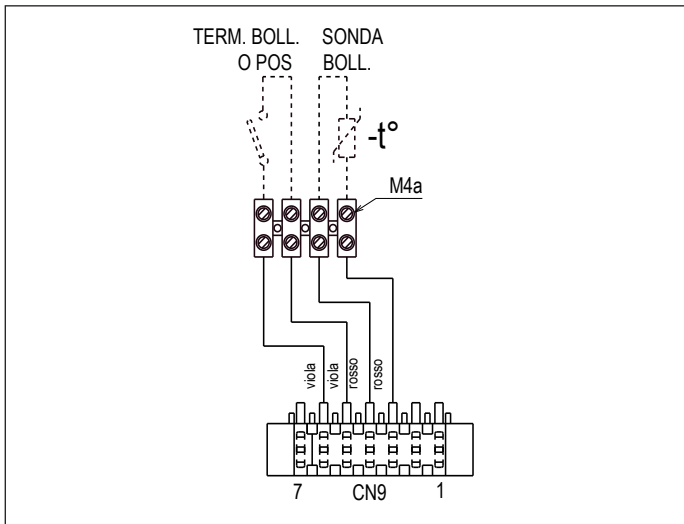 TERM. BOLL.
O POS
SONDA
BOLL.
-t°
M4a
viola
viola
rosso
rosso
7
CN9
1